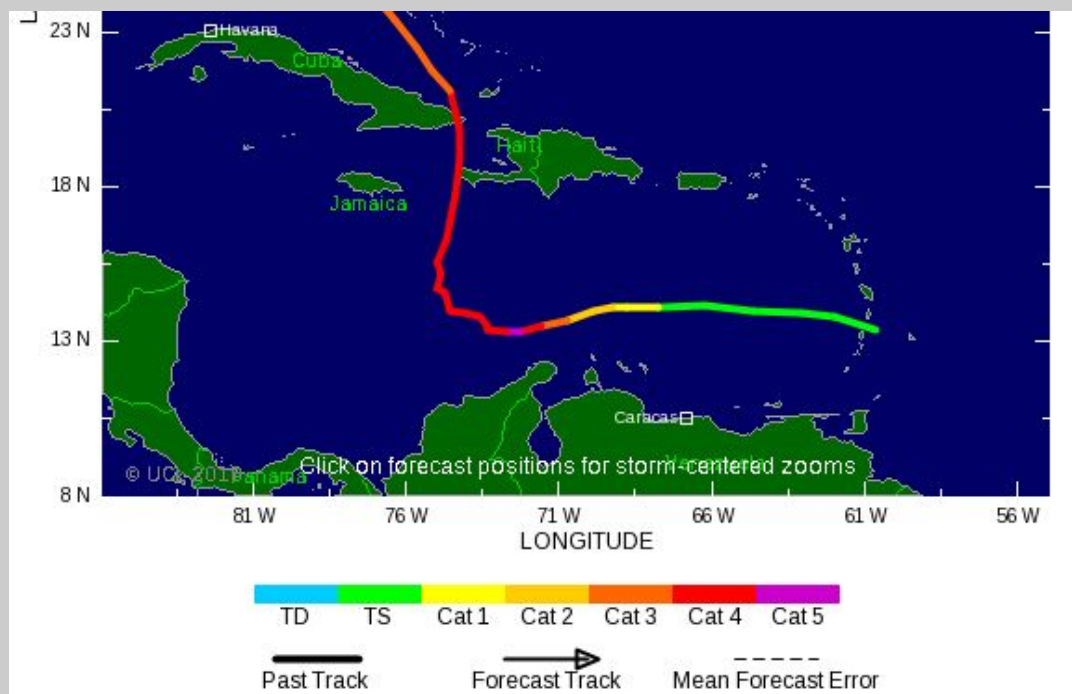 23 N
Havana
Cuba
Haiti
18 N
Jamaica
13 N
Caracas
Click on forecast positions for storm-centered zooms
© UCL
Panama
8 N
81 W 76 W 71 W 66 W 61 W 56 W
LONGITUDE
TD TS Cat 1 Cat 2 Cat 3 Cat 4 Cat 5
Past Track Forecast Track Mean Forecast Error